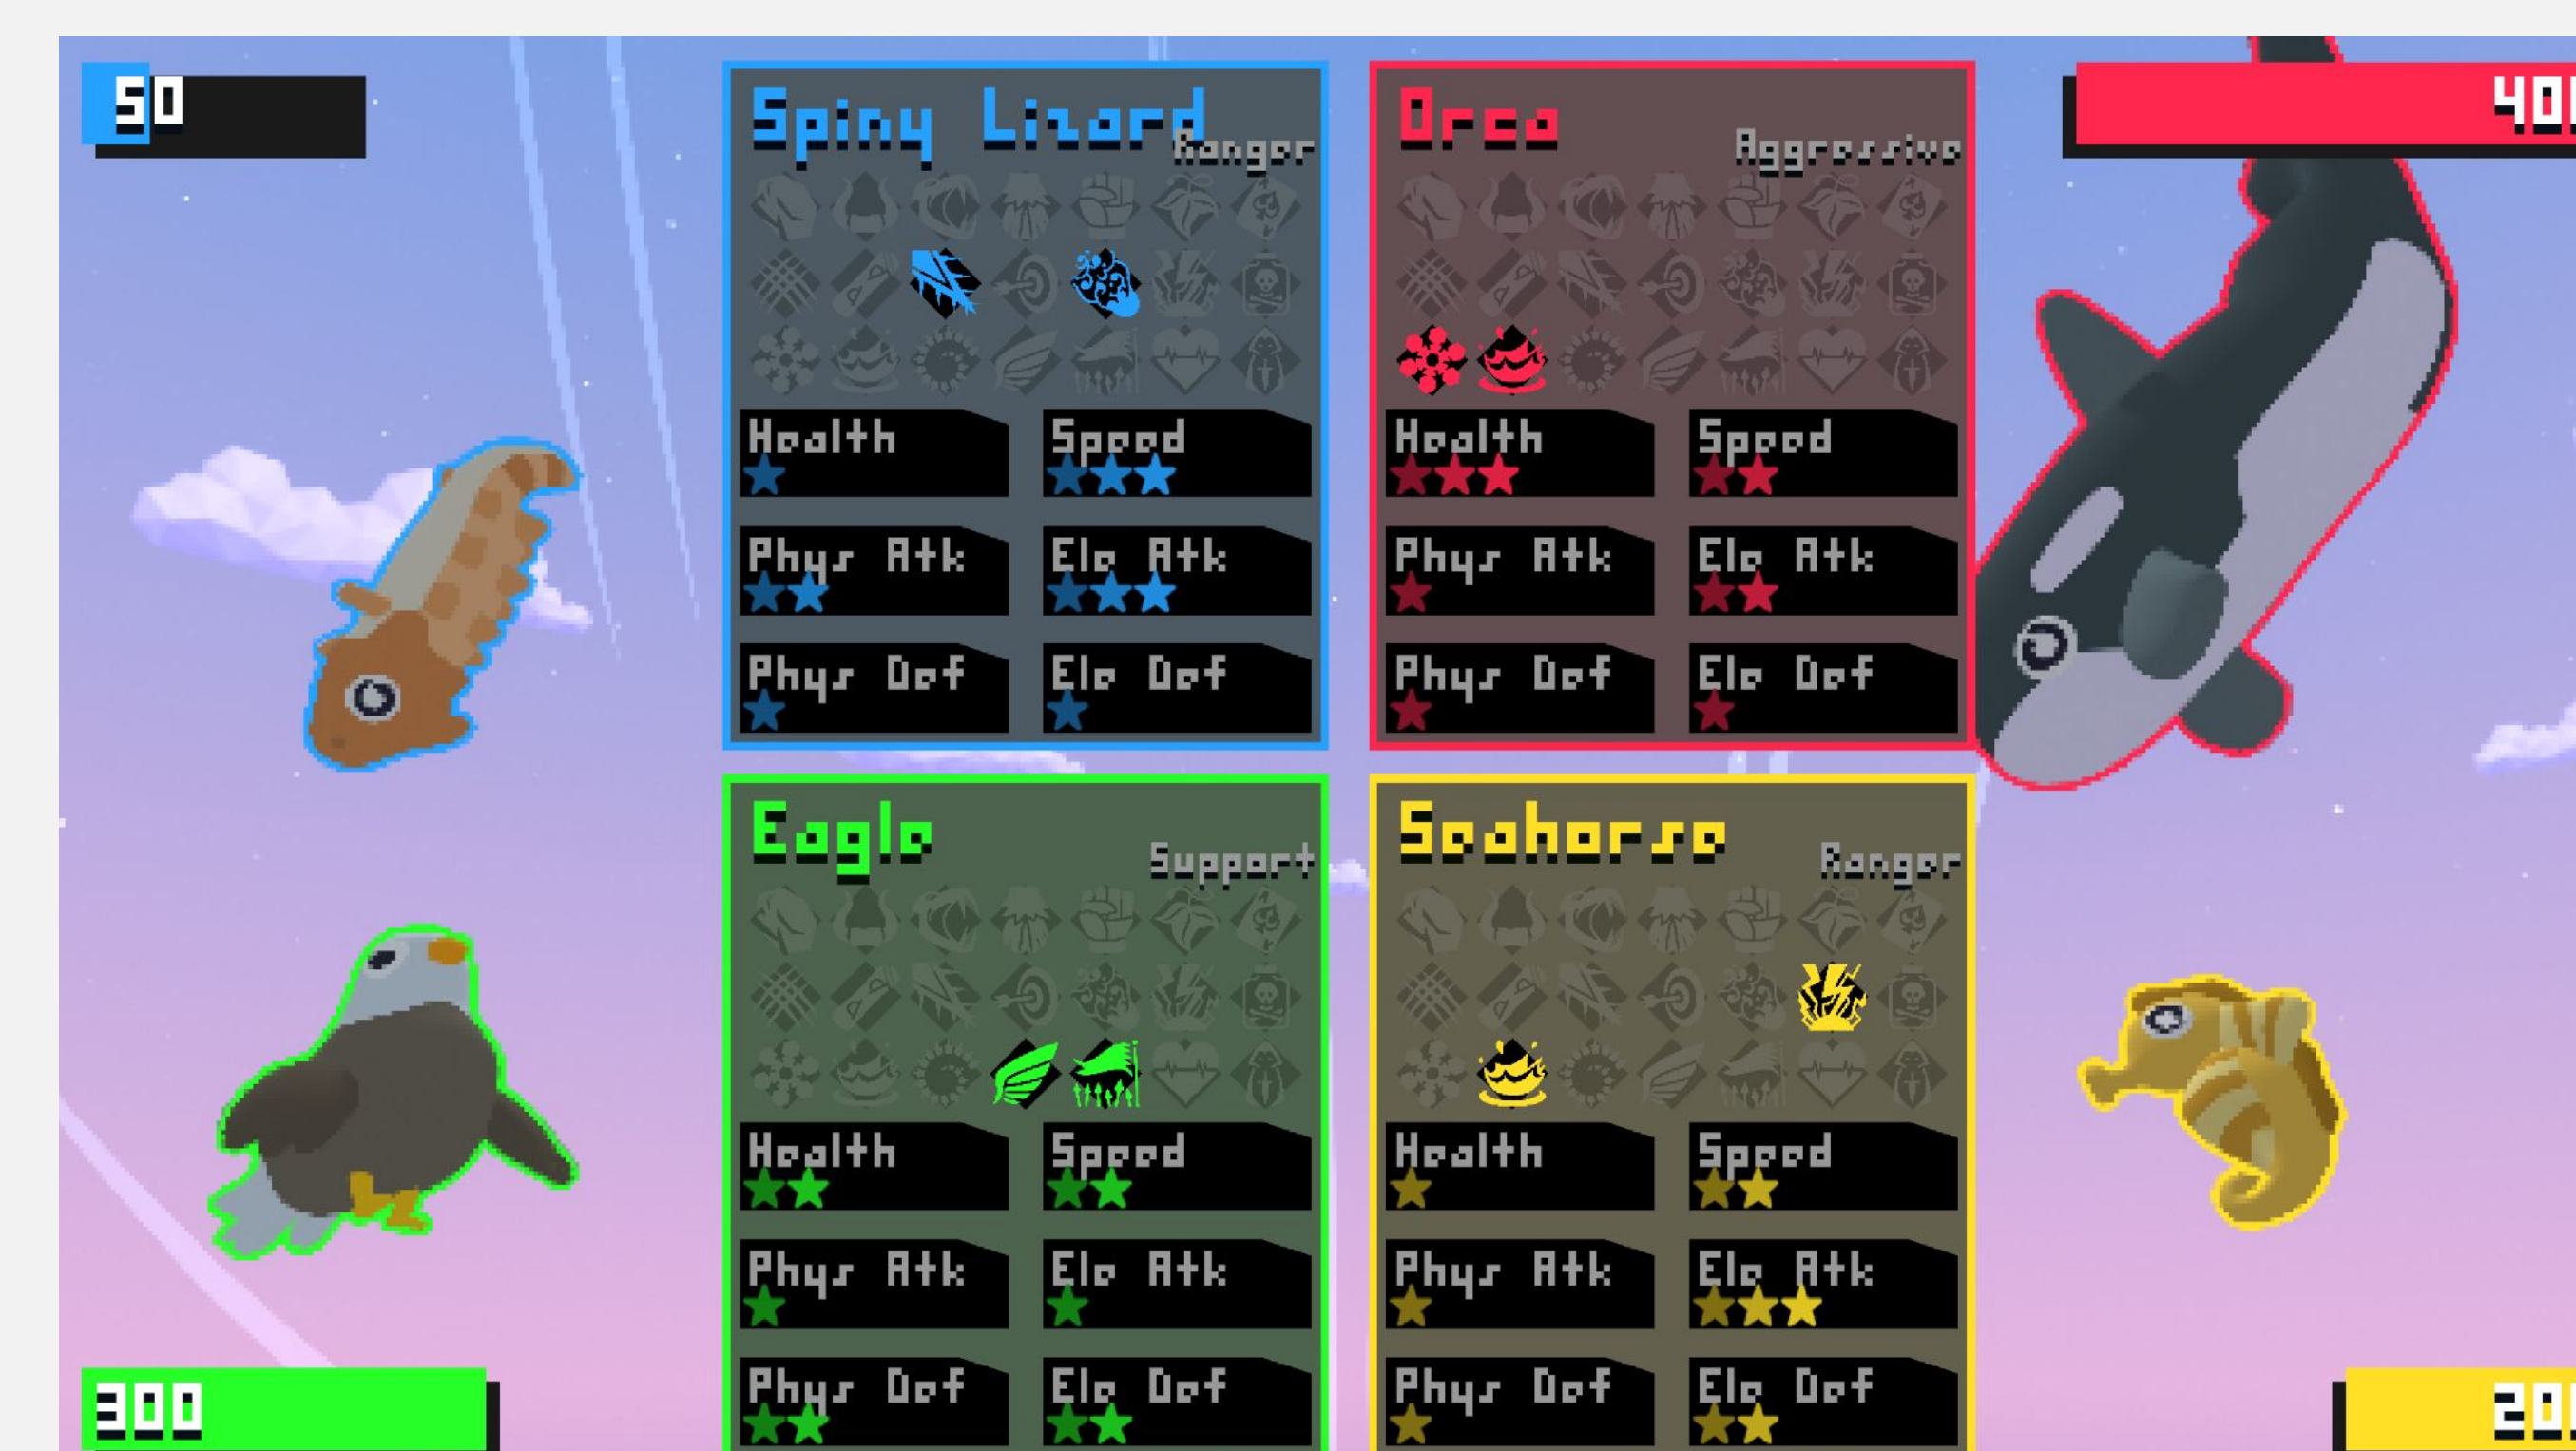 50
Spiny Lizard
Ranger
Health Speed
Phys Atk Ele Atk
Phys Def Ele Def
Orca
Aggressive
Health Speed
Phys Atk Ele Atk
Phys Def Ele Def
Eagle
Support
Health Speed
Phys Atk Ele Atk
Phys Def Ele Def
300
Seahorse
Ranger
Health Speed
Phys Atk Ele Atk
Phys Def Ele Def